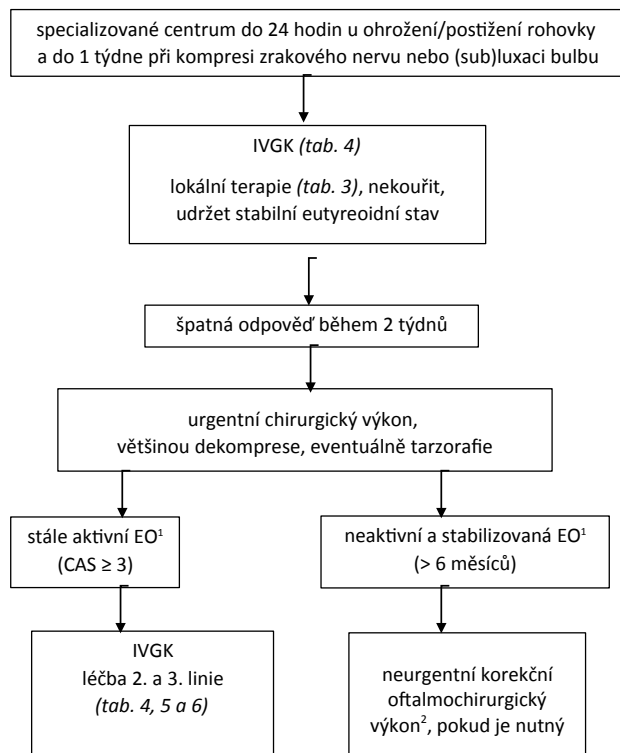 specializované centrum do 24 hodin u ohrožení/postižení rohovky
a do 1 týdne při kompresi zrakového nervu nebo (sub)luxaci bulbu
IVGK (tab. 4)
lokální terapie (tab. 3), nekouřit,
udržet stabilní eutyreoidní stav
špatná odpověď během 2 týdnů
urgentní chirurgický výkon,
většinou dekomprese, eventuálně tarzorafie
stále aktivní EO¹
(CAS ≥ 3)
neaktivní a stabilizovaná EO¹
(> 6 měsíců)
IVGK
léčba 2. a 3. linie
(tab. 4, 5 a 6)
neurgentní korekční
oftalmochirurgický
výkon², pokud je nutný